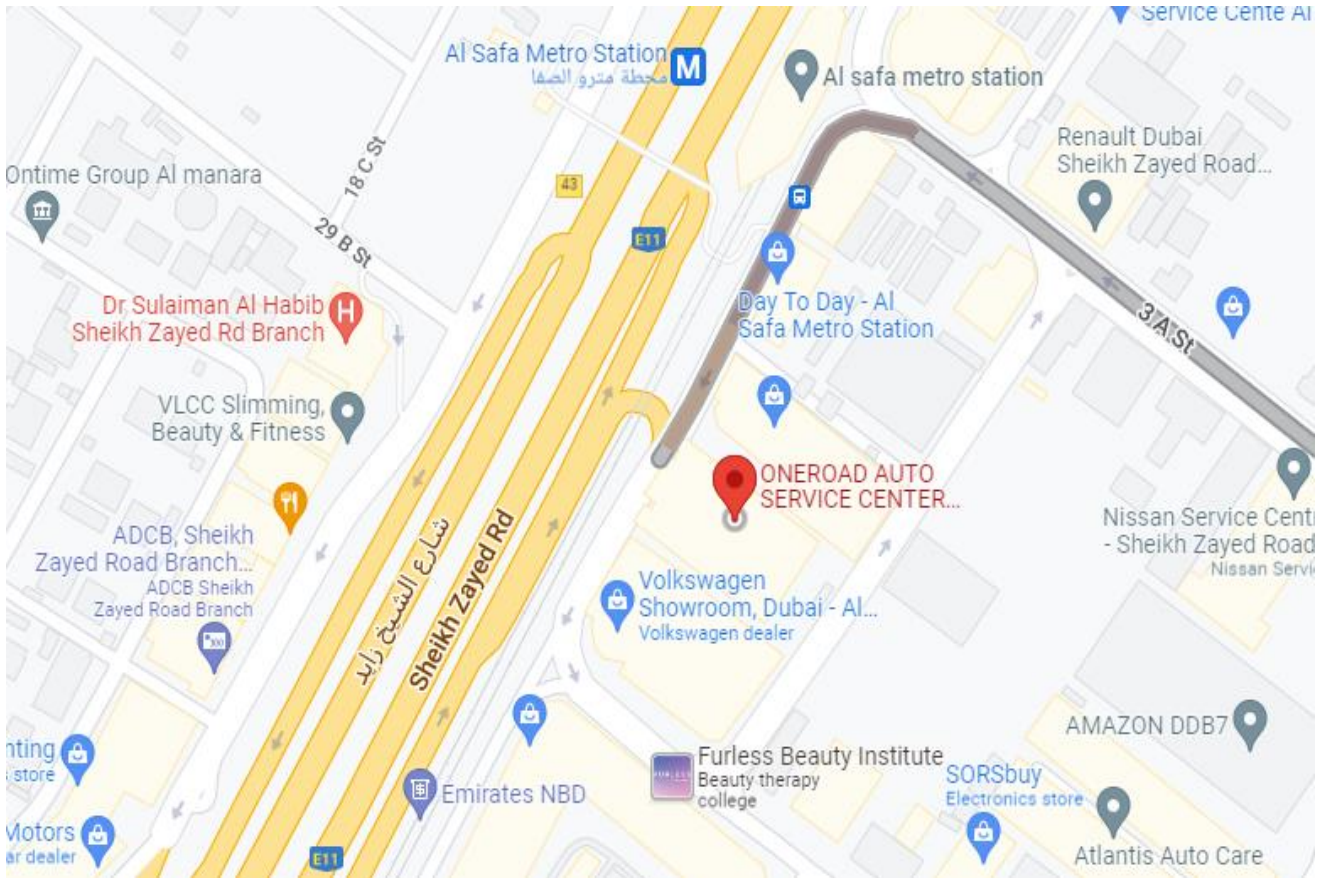 Service Cente Al
Al Safa Metro Station
محطة مترو الصفا
M
Al safa metro station
Renault Dubai
Sheikh Zayed Road...
Ontime Group Al manara
18 C St
43
29 B St
E11
Dr Sulaiman Al Habib
Sheikh Zayed Rd Branch
H
Day To Day - Al
Safa Metro Station
3 A St
VLCC Slimming,
Beauty & Fitness
ONEROAD AUTO
SERVICE CENTER...
Nissan Service Cent
- Sheikh Zayed Road
Nissan Servi
ADCB, Sheikh
Zayed Road Branch...
ADCB Sheikh
Zayed Road Branch
شارع الشيخ زايد
Sheikh Zayed Rd
Volkswagen
Showroom, Dubai - Al...
Volkswagen dealer
AMAZON DDB7
nting
s store
Furless Beauty Institute
Beauty therapy
college
Emirates NBD
SORSbuy
Electronics store
Motors
ar dealer
E11
Atlantis Auto Care